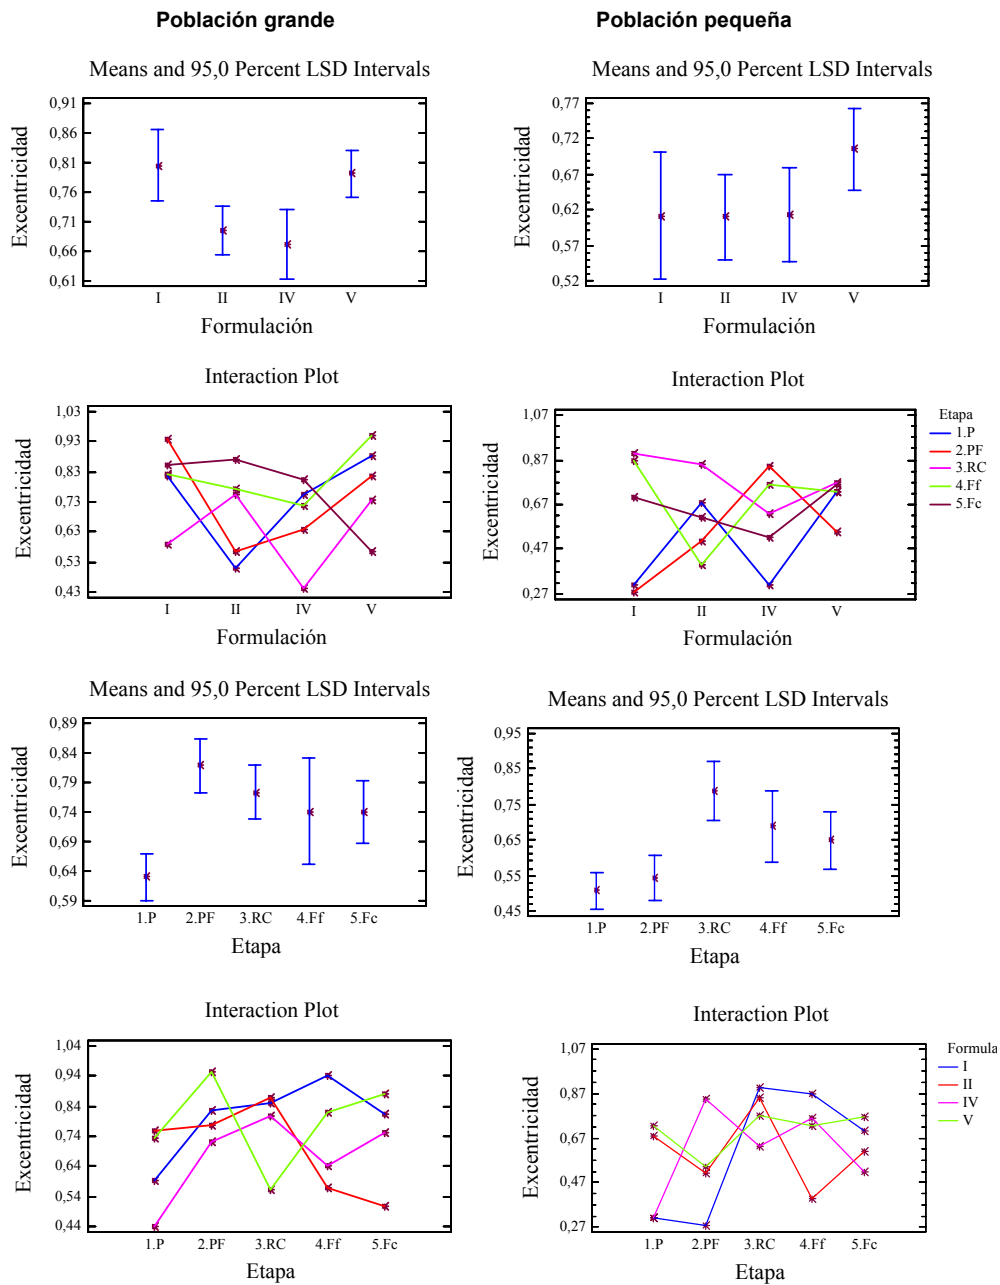 Población grande
Población pequeña
Means and 95,0 Percent LSD Intervals
Excentricidad
0,91
0,86
0,81
0,76
0,71
0,66
0,61
I II IV V
Formulación
Means and 95,0 Percent LSD Intervals
Excentricidad
0,77
0,72
0,67
0,62
0,57
0,52
I II IV V
Formulación
Interaction Plot
Excentricidad
1,03
0,93
0,83
0,73
0,63
0,53
0,43
I II IV V
Formulación
Interaction Plot
Excentricidad
1,07
0,87
0,67
0,47
0,27
I II IV V
Formulación
Etapa
1.P
2.PF
3.RC
4.Ff
5.Fc
Means and 95,0 Percent LSD Intervals
Excentricidad
0,89
0,84
0,79
0,74
0,69
0,64
0,59
1.P 2.PF 3.RC 4.Ff 5.Fc
Etapa
Means and 95,0 Percent LSD Intervals
Excentricidad
0,95
0,85
0,75
0,65
0,55
0,45
1.P 2.PF 3.RC 4.Ff 5.Fc
Etapa
Interaction Plot
Excentricidad
1,04
0,94
0,84
0,74
0,64
0,54
0,44
1.P 2.PF 3.RC 4.Ff 5.Fc
Etapa
Interaction Plot
Excentricidad
1,07
0,87
0,67
0,47
0,27
1.P 2.PF 3.RC 4.Ff 5.Fc
Etapa
Formula
I
II
IV
V